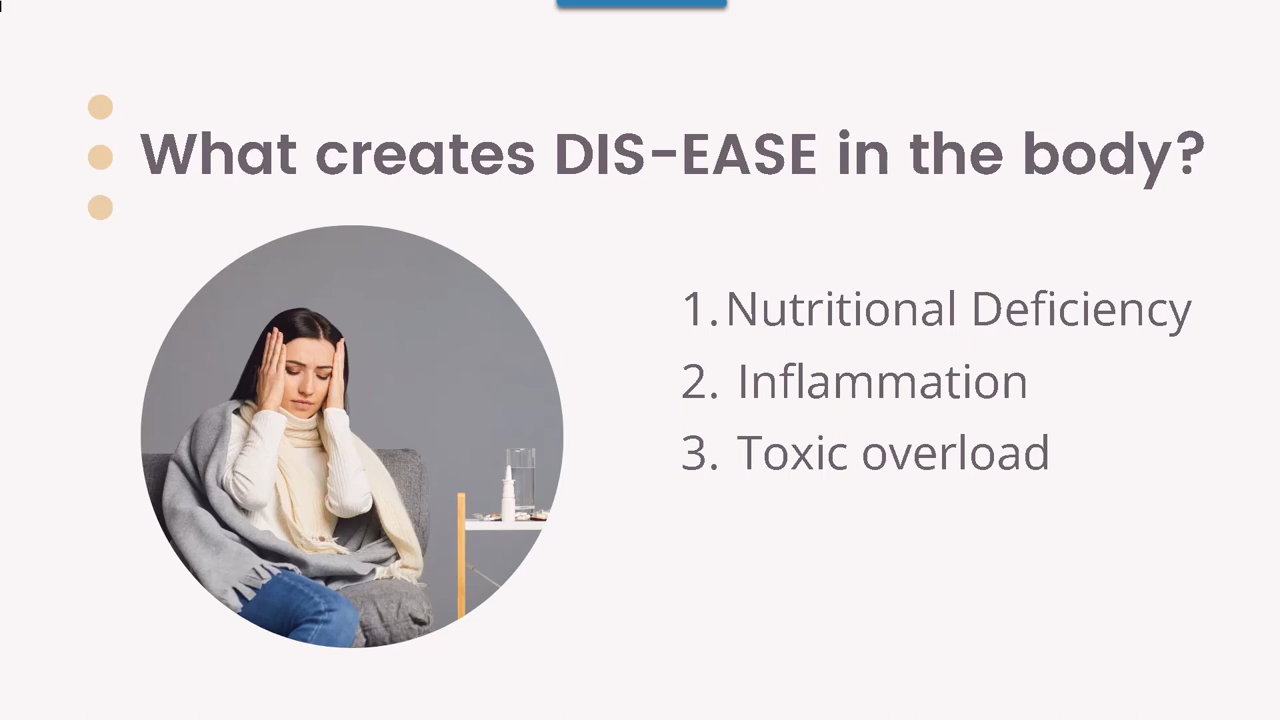 What creates DIS-EASE in the body?
1. Nutritional Deficiency
2. Inflammation
3. Toxic overload